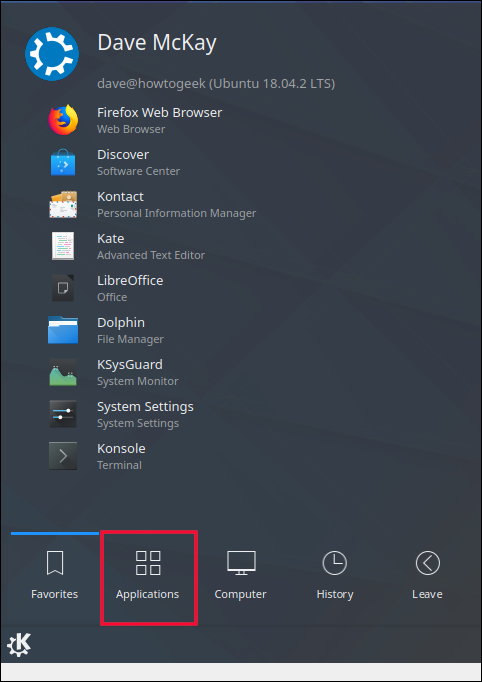 Dave McKay
dave@howtogeek (Ubuntu 18.04.2 LTS)
Firefox Web Browser
Web Browser
Discover
Software Center
Kontact
Personal Information Manager
Kate
Advanced Text Editor
LibreOffice
Office
Dolphin
File Manager
KSysGuard
System Monitor
System Settings
System Settings
Konsole
Terminal
Favorites Applications Computer History Leave